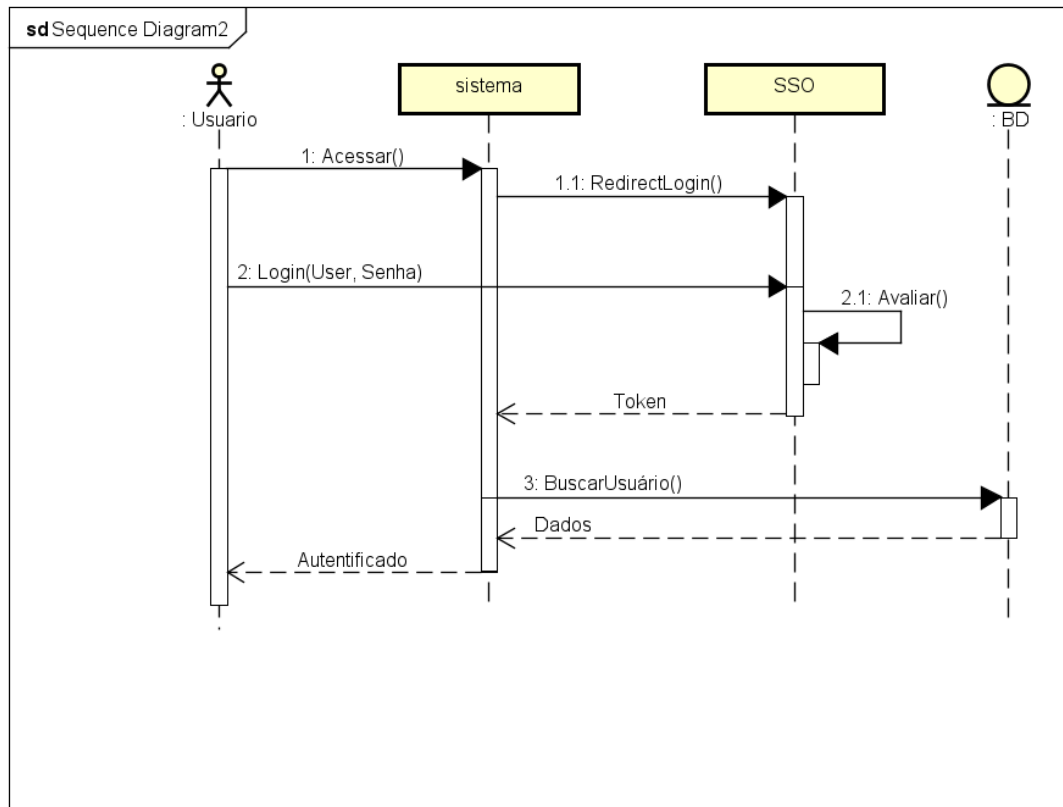 sd Sequence Diagram2
: Usuario
sistema
SSO
: BD
1: Acessar()
1.1: RedirectLogin()
2: Login(User, Senha)
2.1: Avaliar()
Token
3: BuscarUsuário()
Dados
Autentificado